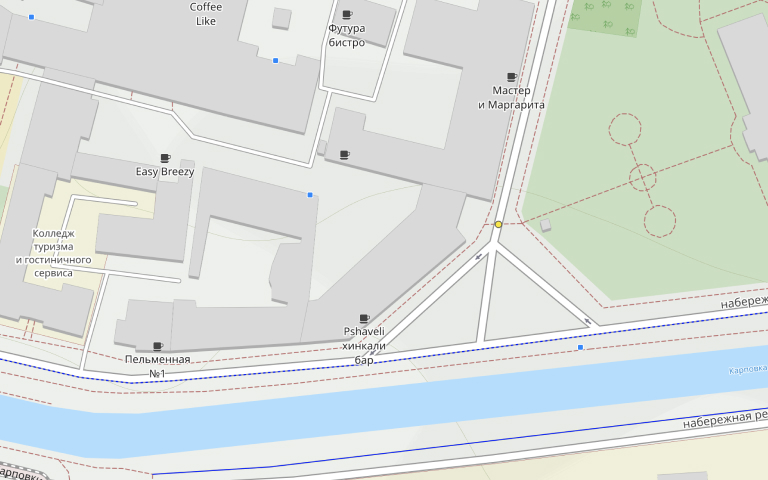 Coffee
Like
Футура
бистро
Мастер
и Маргарита
Easy Breezy
Колледж
туризма
и гостиничного
сервиса
Pshaveli
хинкали
бар
Пельменная
№1
набереж
Карповка
набережная ре
арповки